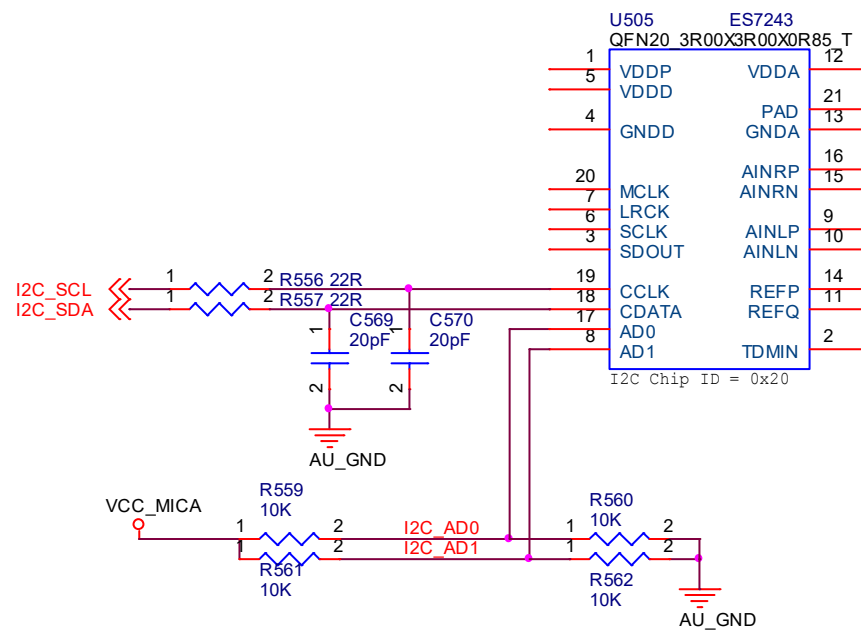 U505 ES7243
QFN20_3R00X3R00X0R85_T
1 VDDP VDDA 12
5 VDDD
PAD 21
4 GNDD GNDA 13
AINRP 16
20 MCLK AINRN 15
7 LRCK
6 SCLK AINLP 9
3 SDOUT AINLN 10
I2C_SCL 1 2 R556 22R 19 CCLK REFP 14
I2C_SDA 1 2 R557 22R 18 CDATA REFQ 11
17 AD0
8 AD1 TDMIN 2
1 C569 1 C570
20pF 20pF
2 2
I2C Chip ID = 0x20
AU_GND
VCC_MICA
R559
10K
R560
10K
1 2 I2C_AD0 1 2
1 2 I2C_AD1 1 2
R561
10K
R562
10K
AU_GND